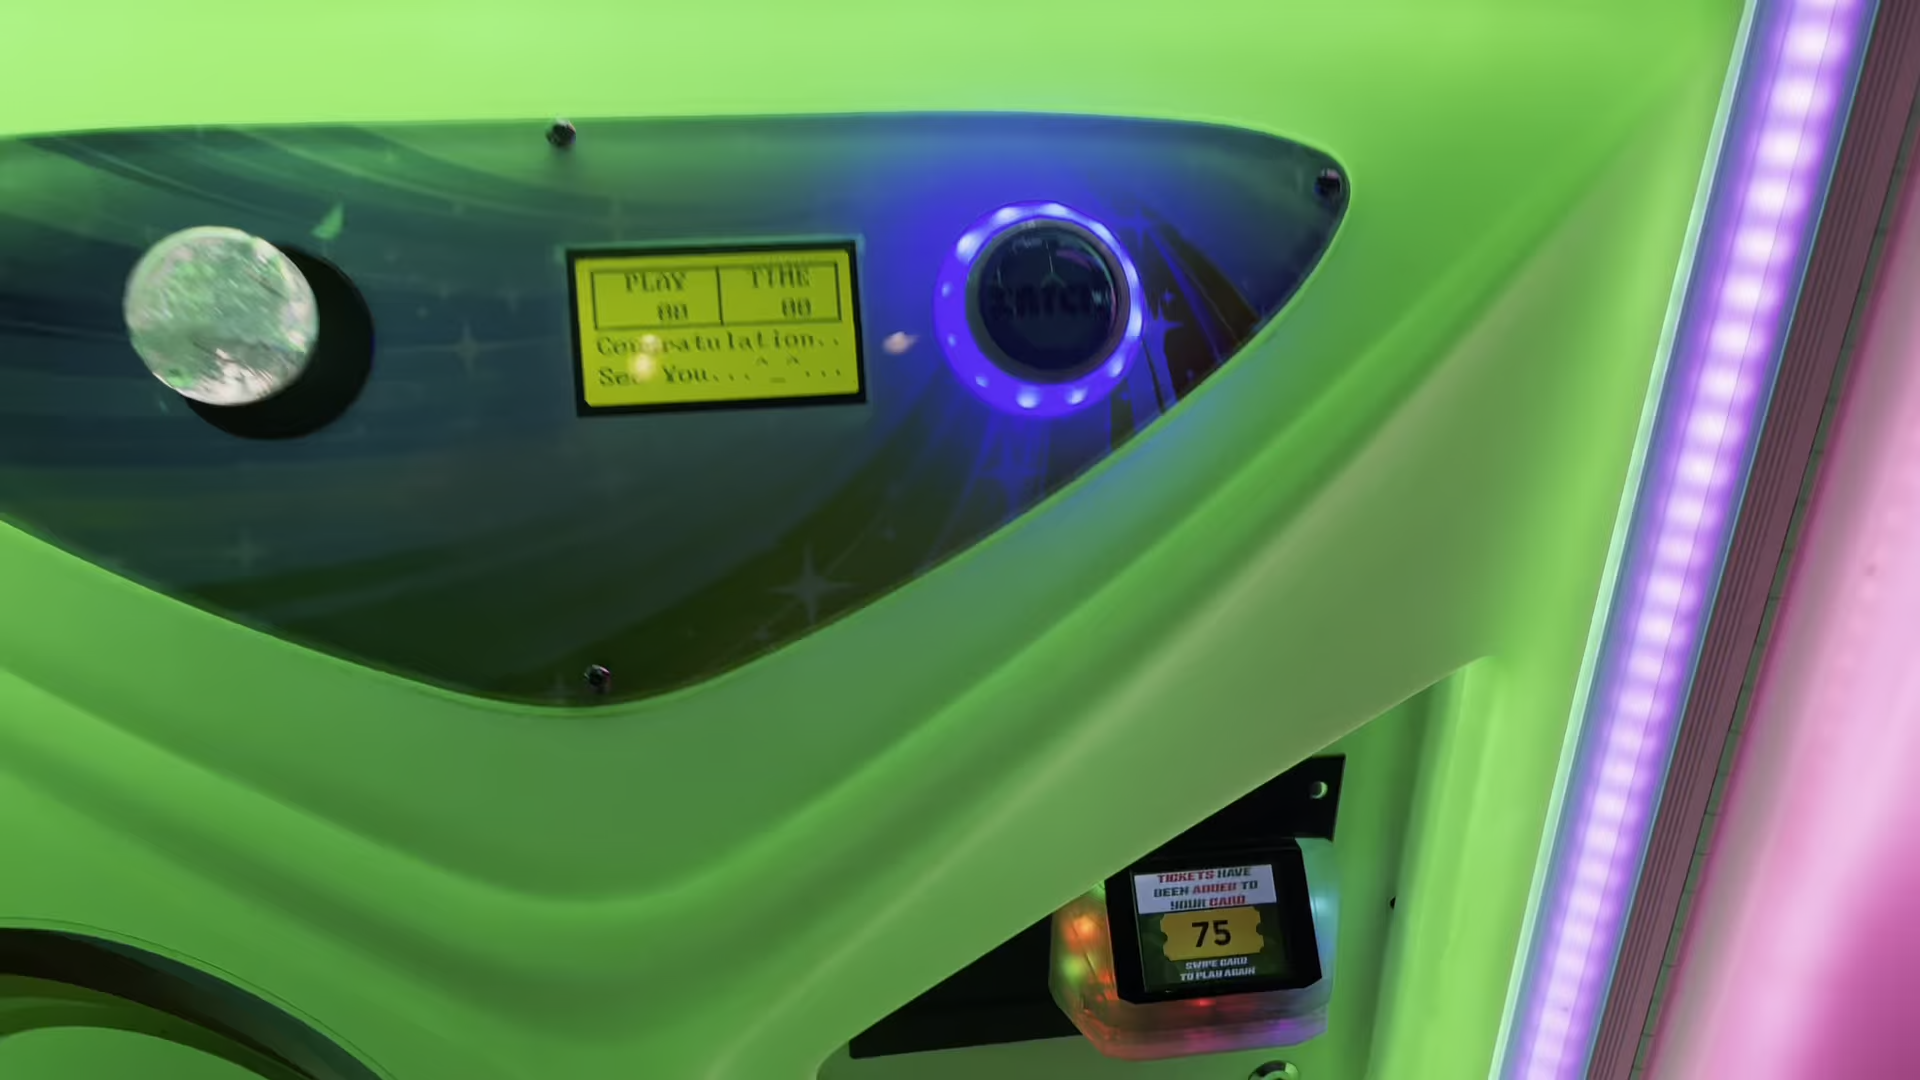 PLAY TIME
00 00
Congratulation..
See You...^_^...
CATCH
TICKETS HAVE
BEEN ADDED TO
YOUR CARD
75
SWIPE CARD
TO PLAY AGAIN